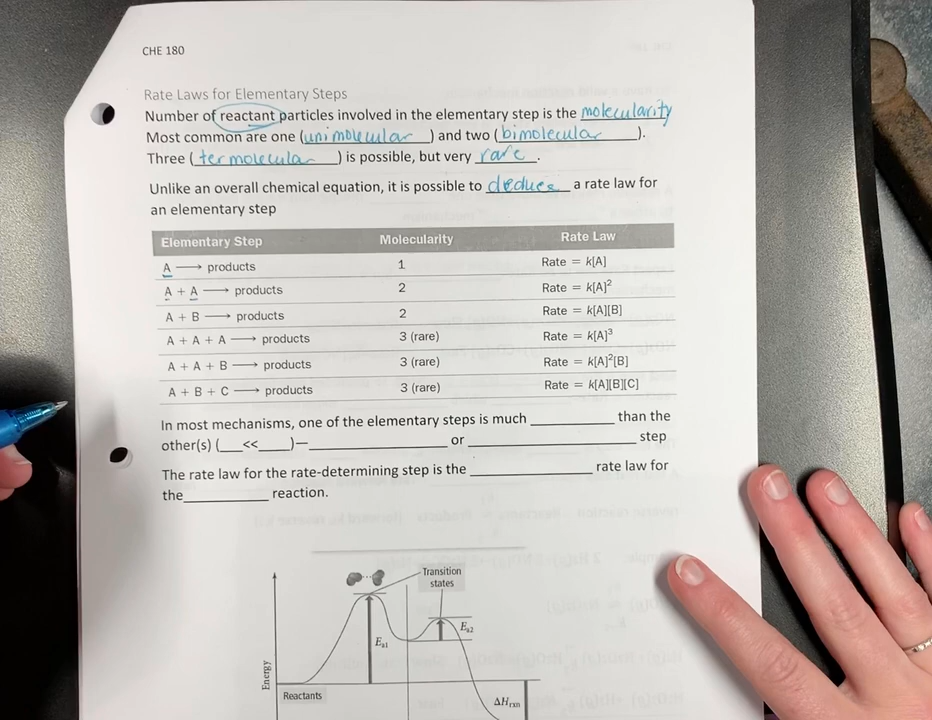 CHE 180
Rate Laws for Elementary Steps
Number of reactant particles involved in the elementary step is the molecularity
Most common are one (unimolecular) and two (bimolecular).
Three (termolecular) is possible, but very rare.
Unlike an overall chemical equation, it is possible to deduce a rate law for
an elementary step
Elementary Step Molecularity Rate Law
A ⟶ products 1 Rate = k[A]
A + A ⟶ products 2 Rate = k[A]²
A + B ⟶ products 2 Rate = k[A][B]
A + A + A ⟶ products 3 (rare) Rate = k[A]³
A + A + B ⟶ products 3 (rare) Rate = k[A]²[B]
A + B + C ⟶ products 3 (rare) Rate = k[A][B][C]
In most mechanisms, one of the elementary steps is much __________ than the
other(s) (___<<____)–________________ or ____________________ step
The rate law for the rate-determining step is the ______________ rate law for
the__________ reaction.
Transition
states
Ea1
Ea2
Energy
Reactants
ΔHrxn